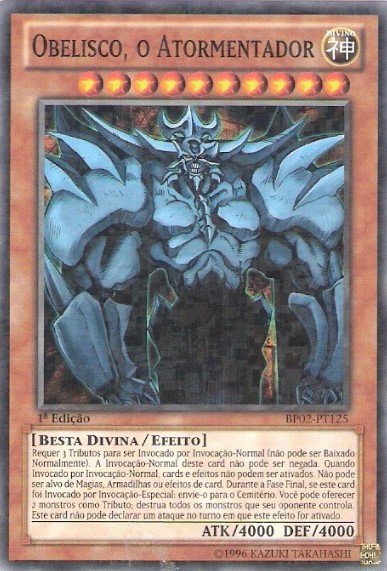 OBELISCO, O ATORMENTADOR
DIVINO
神
1ª Edição
BP02-PT125
[BESTA DIVINA / EFEITO]
Requer 3 Tributos para ser Invocado por Invocação-Normal (não pode ser Baixado
Normalmente). A Invocação-Normal deste card não pode ser negada. Quando
Invocado por Invocação-Normal, cards e efeitos não podem ser ativados. Não pode
ser alvo de Magias, Armadilhas ou efeitos de card. Durante a Fase Final, se este card
foi Invocado por Invocação-Especial: envie-o para o Cemitério. Você pode oferecer
2 monstros como Tributo; destrua todos os monstros que seu oponente controla.
Este card não pode declarar um ataque no turno em que este efeito for ativado.
ATK/4000 DEF/4000
©1996 KAZUKI TAKAHASHI